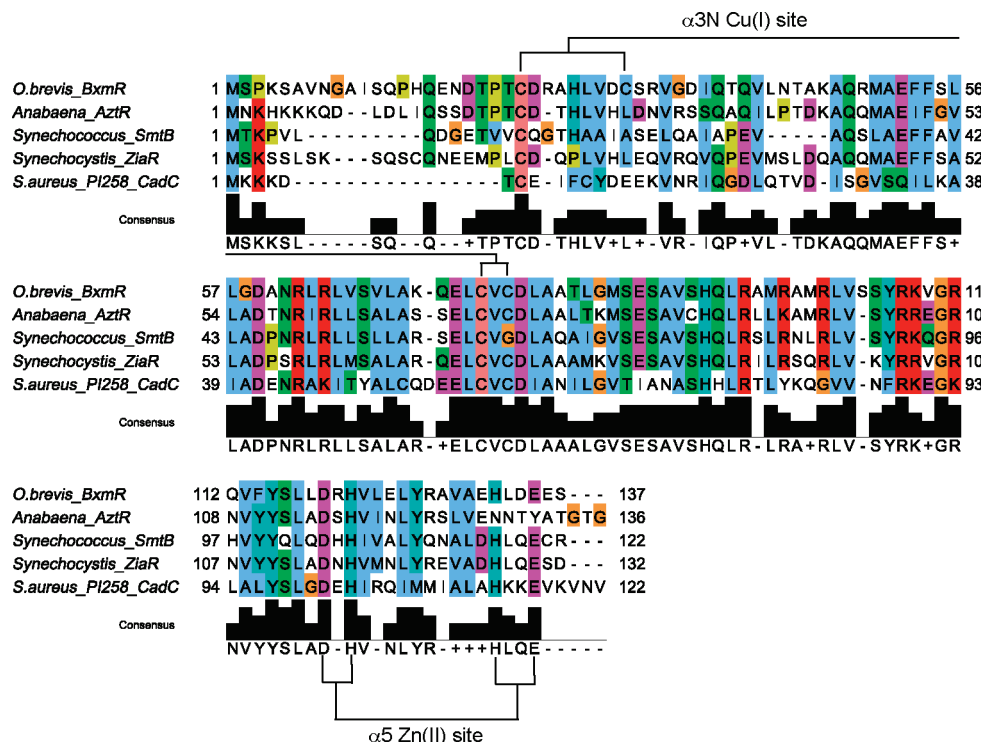 α3N Cu(I) site
O.brevis_BxmR 1 MSPKSAVNGAISQPHQENDTPTCDRAHLVDCSRVGDIQTQVLNTAKAQRMAEFFSL 56
Anabaena_AztR 1 MNKHKKKQD--LDLIQSSDTPTCD-THLVHLDNVRSSQAQILPTDKAQQMAEIFGV 53
Synechococcus_SmtB 1 MTKPVL---------QDGETVVCQGTHAAIASELQAIAPEV-----AQSLAEFFAV 42
Synechocystis_ZiaR 1 MSKSSLSK---SQSCQNEEMPLCD-QPLVHLEQVRQVQPEVMSLDQAQQMAEFFSA 52
S.aureus_PI258_CadC 1 MKKKD----------------TCE-IFCYDEEKVNRIQGDLQTVD-ISGVSQILKA 38
Consensus
MSKKSL-----SQ--Q--+TPTCD-THLV+L+-VR-IQP+VL-TDKAQQMAEFFS+
O.brevis_BxmR 57 LGDANRLRLVSVLAK-QELCVCDLAATLGMSESAVSHQLRAMRAMRLVSSYRKVGR 11
Anabaena_AztR 54 LADTNRIRLLSLLAS-SELCVCDLAALTKMSESAVCHQLRLLKAMRLV-SYRREGR 10
Synechococcus_SmtB 43 LADPNRLRLLSLLAR-SELCVGDLAQAIGVSESAVSHQLRSLRNLRLV-SYRKQGR 96
Synechocystis_ZiaR 53 LADPSRLRLMSALAR-QELCVCDLAAAMKVSESAVSHQLRILRSQRLV-KYRRVGR 10
S.aureus_PI258_CadC 39 IADENRAKITYALCQDEELCVCDIANILGVTIANASHHLRTLYKQGVV-NFRKEGK 93
Consensus
LADPNRLRLLSALAR-+ELCVCDLAAALGVSESAVSHQLR-LRA+RLV-SYRK+GR
O.brevis_BxmR 112 QVFYSLLDRHVLELYRAVAEHLDEES--- 137
Anabaena_AztR 108 NVYYSLADSHVINLYRSLVENNTYATGTG 136
Synechococcus_SmtB 97 HVYYQLQDHHIVALYQNALDHLQECR--- 122
Synechocystis_ZiaR 107 NVYYSLADNHVMNLYREVADHLQESD--- 132
S.aureus_PI258_CadC 94 LALYSLGDEHIRQIMMIALAHKKEVKVNV 122
Consensus
NVYYSLAD-HV-NLYR-+++HLQE-----
α5 Zn(II) site